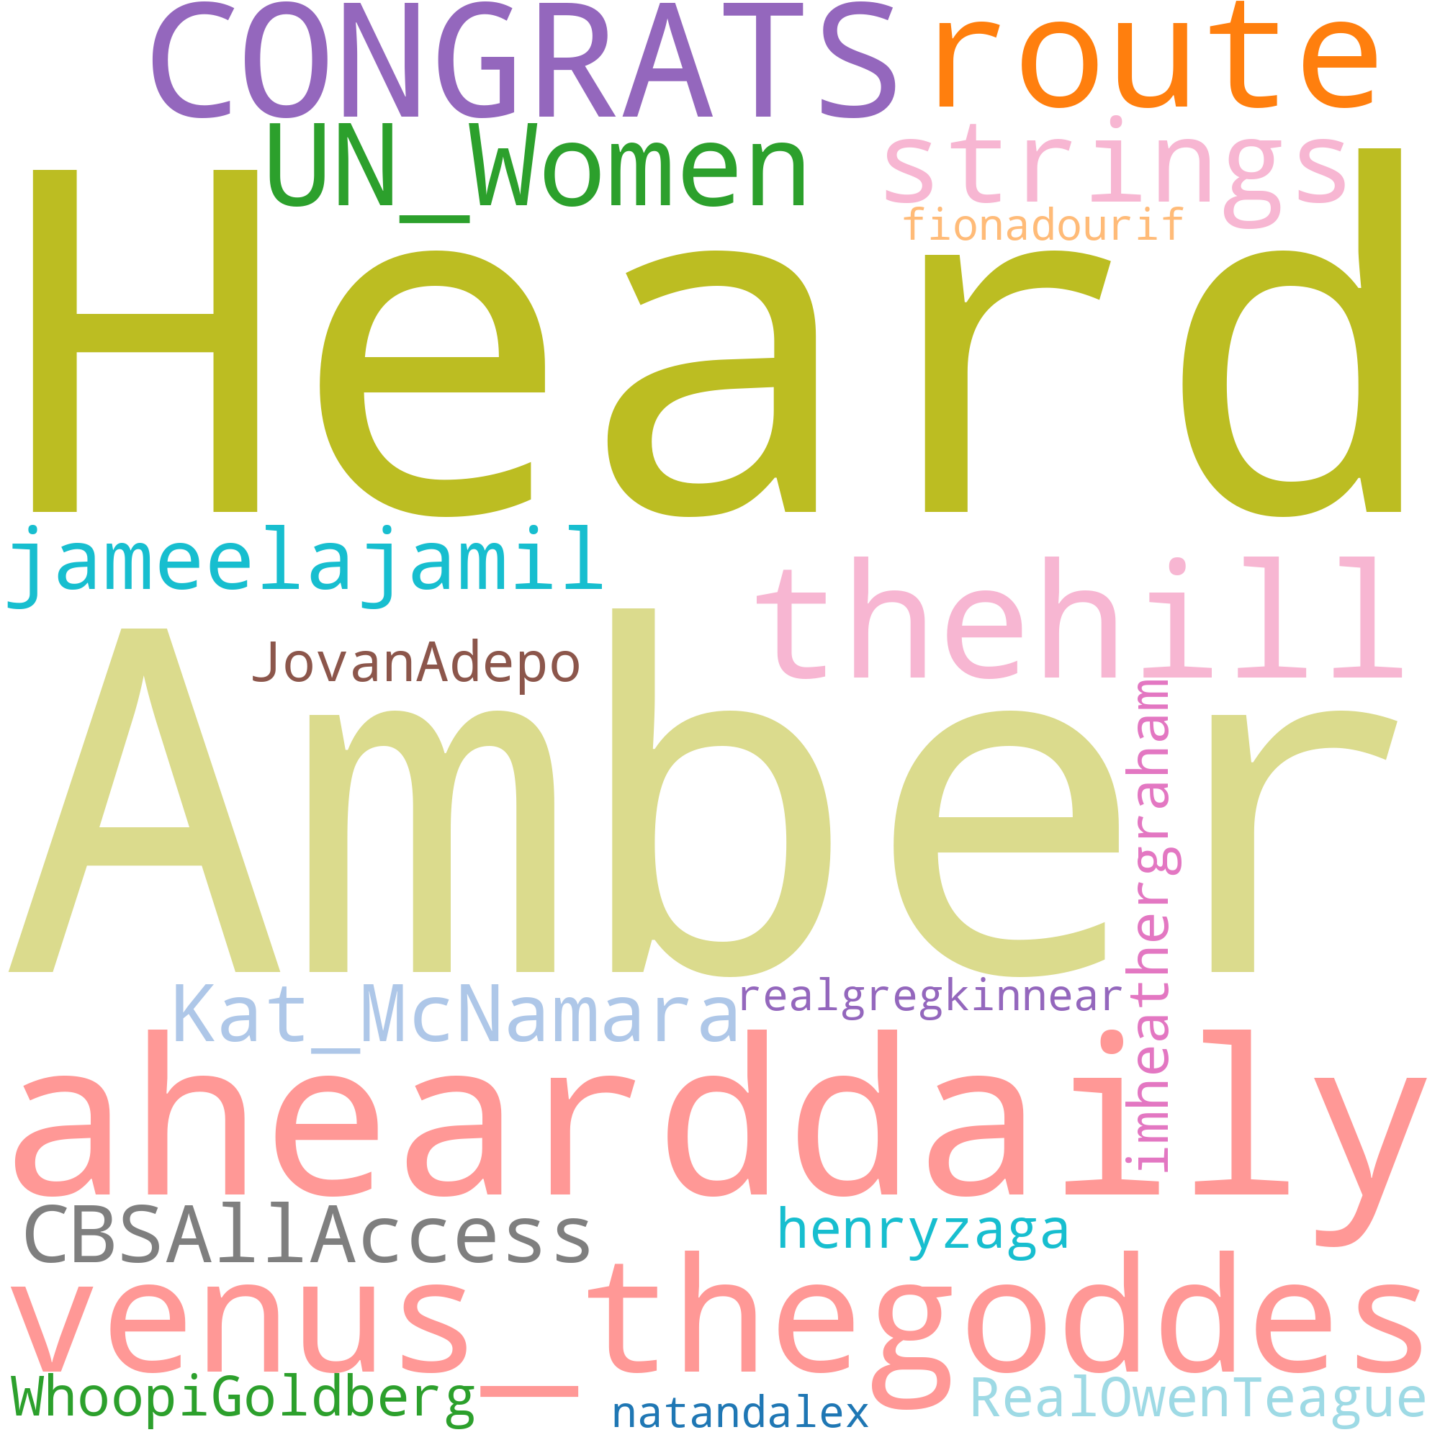 CONGRATS
route
UN_Women
strings
fionadourif
Heard
jameelajamil
thehill
JovanAdepo
Amber
imheathergraham
Kat_McNamara
realgregkinnear
ahearddaily
CBSAllAccess
henryzaga
venus_thegoddes
WhoopiGoldberg
natandalex
RealOwenTeague